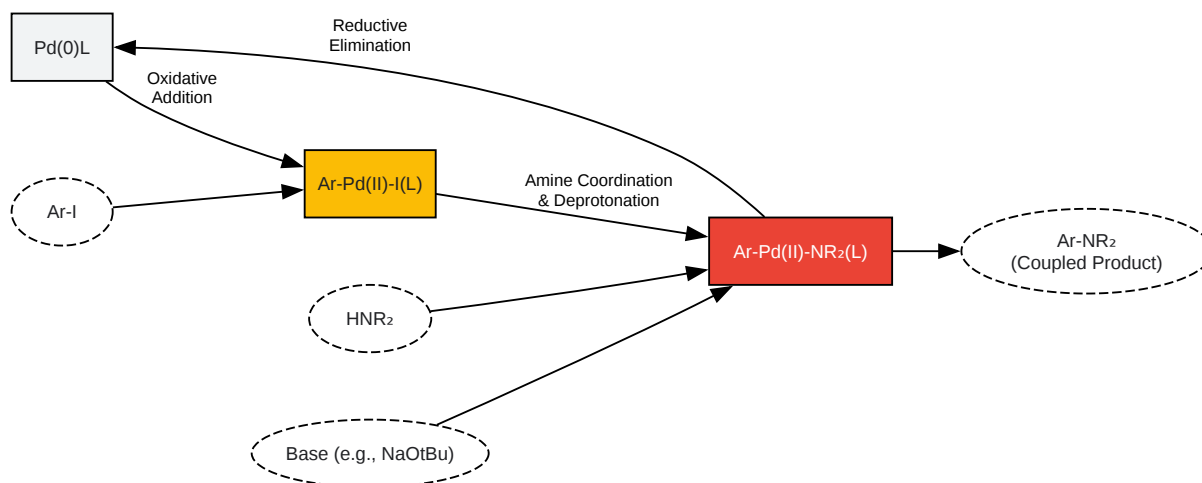 Pd(0)L
Reductive
Elimination
Oxidative
Addition
Ar-Pd(II)-I(L)
Ar-I
Amine Coordination
& Deprotonation
Ar-Pd(II)-NR₂(L)
Ar-NR₂
(Coupled Product)
HNR₂
Base (e.g., NaOtBu)